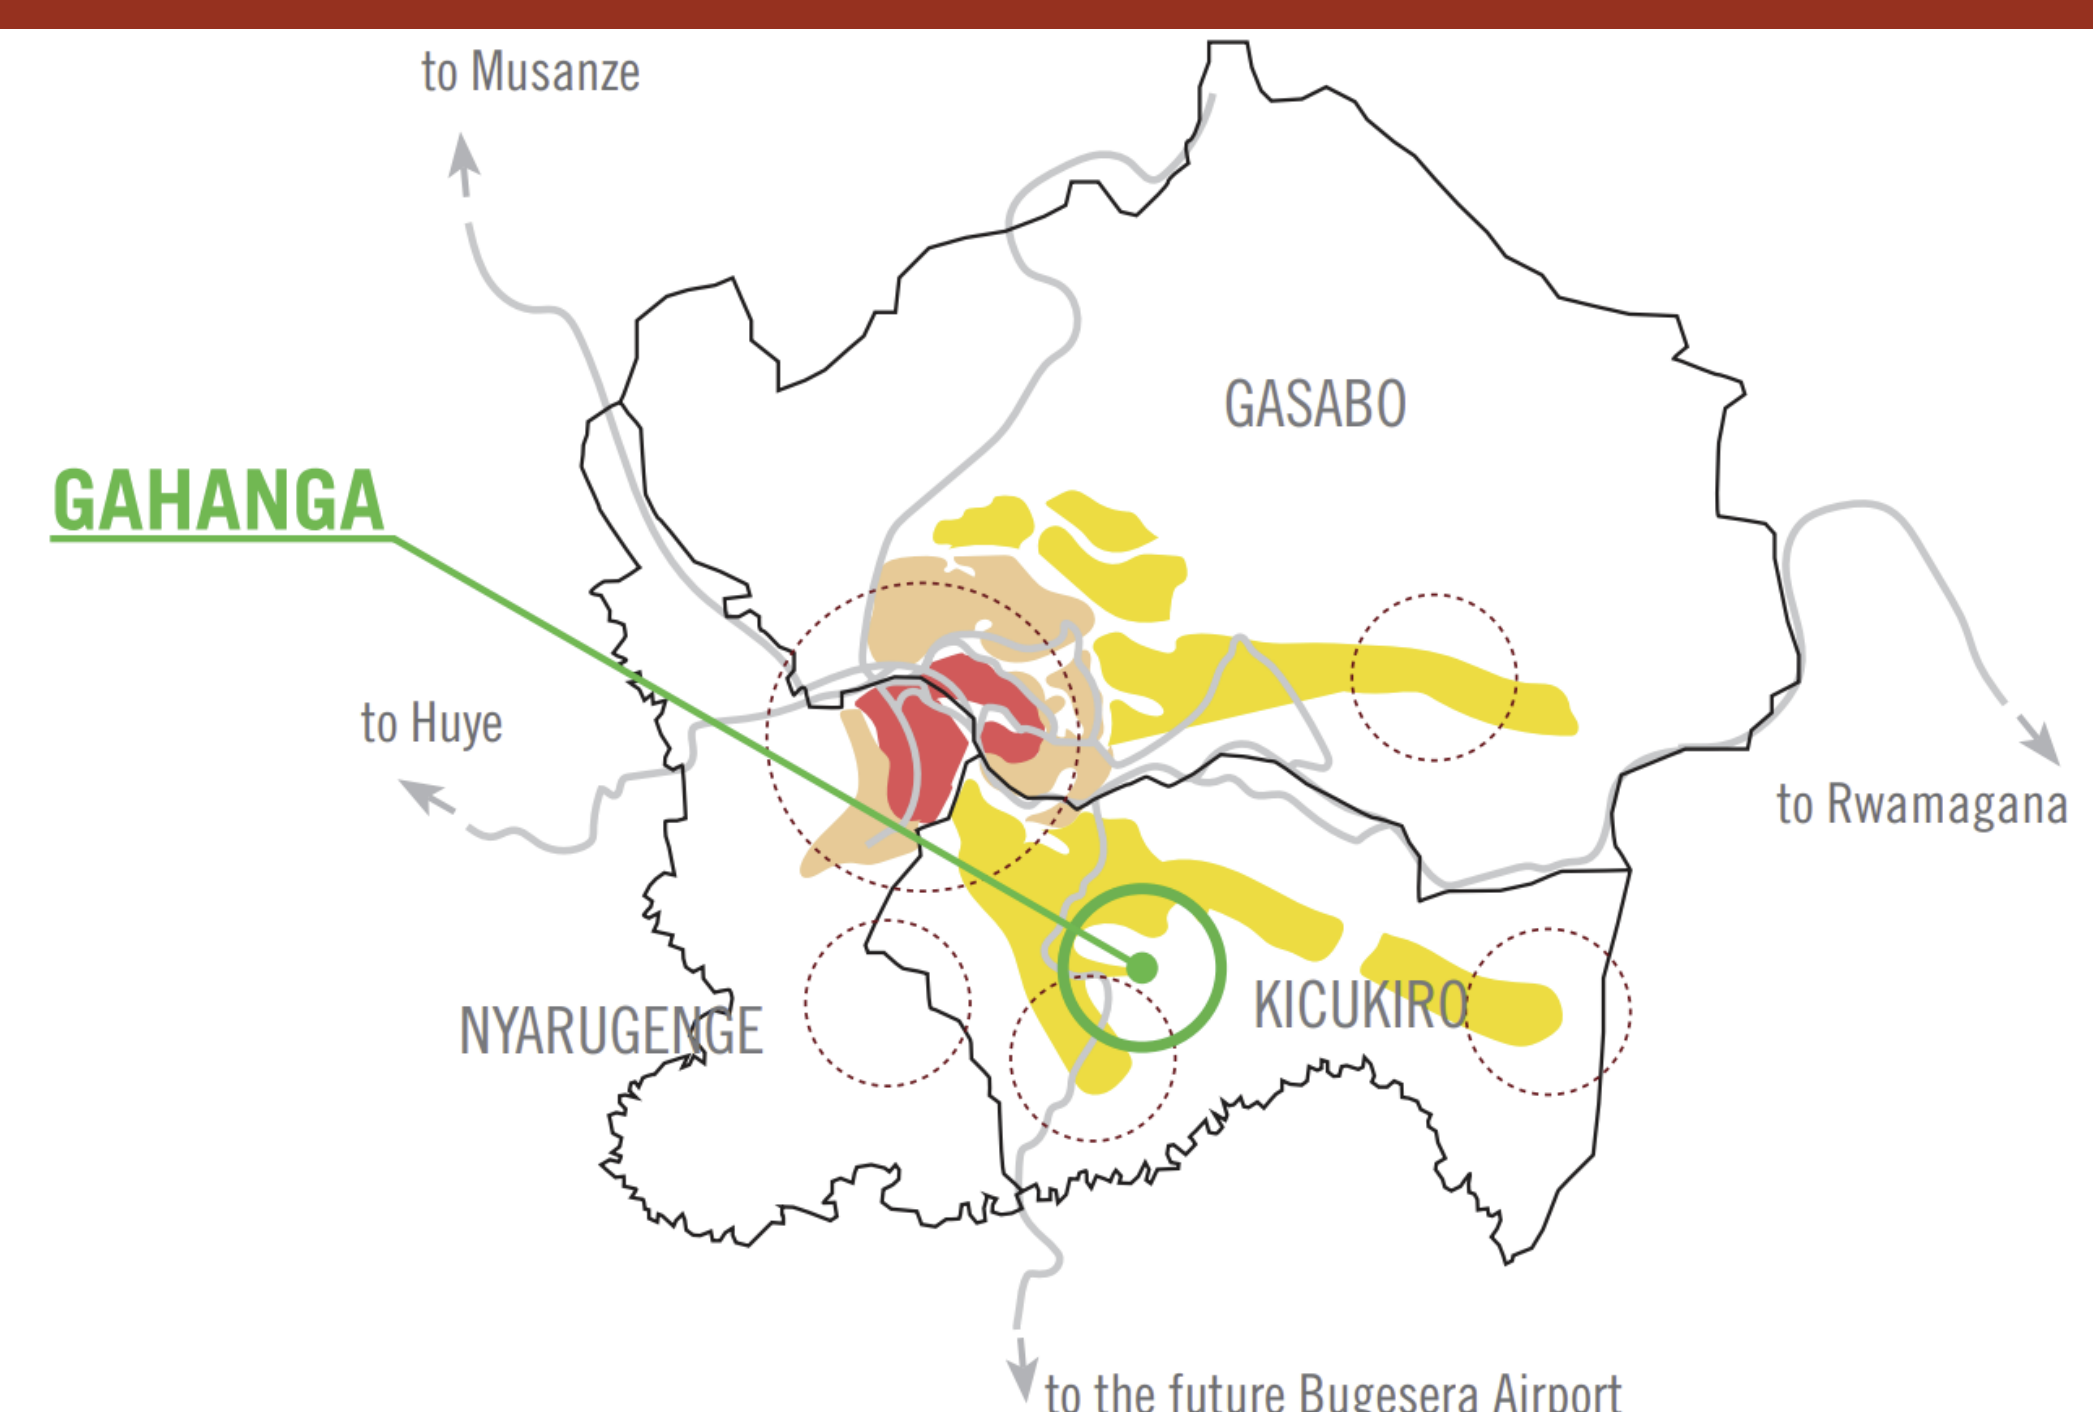 to Musanze
GASABO
GAHANGA
to Huye
to Rwamagana
KICUKIRO
NYARUGENGE
to the future Bugesera Airport